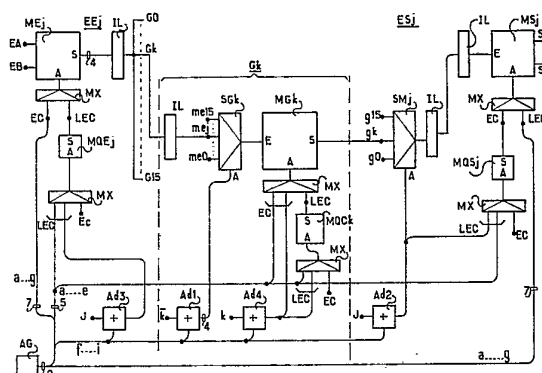 MEj
EEj
IL
G0
Gk
ESj
IL
MSj
EA
EB
S
4
A
Gk
E
MX
IL
me15
mej
me0
SGk
MGk
E
S
A
A
g15
gk
g0
SMj
IL
A
A
MX
EC
LEC
MQEj
S
A
MX
LEC
EC
MX
EC
LEC
S
A
MQCk
MX
LEC
EC
EC
LEC
MQSj
S
A
MX
LEC
EC
G15
a...g
a...e
7
5
Ad3
j
+
Ad1
k
+
4
Ad4
k
+
Ad2
j
+
7
f...i
AG
a...g